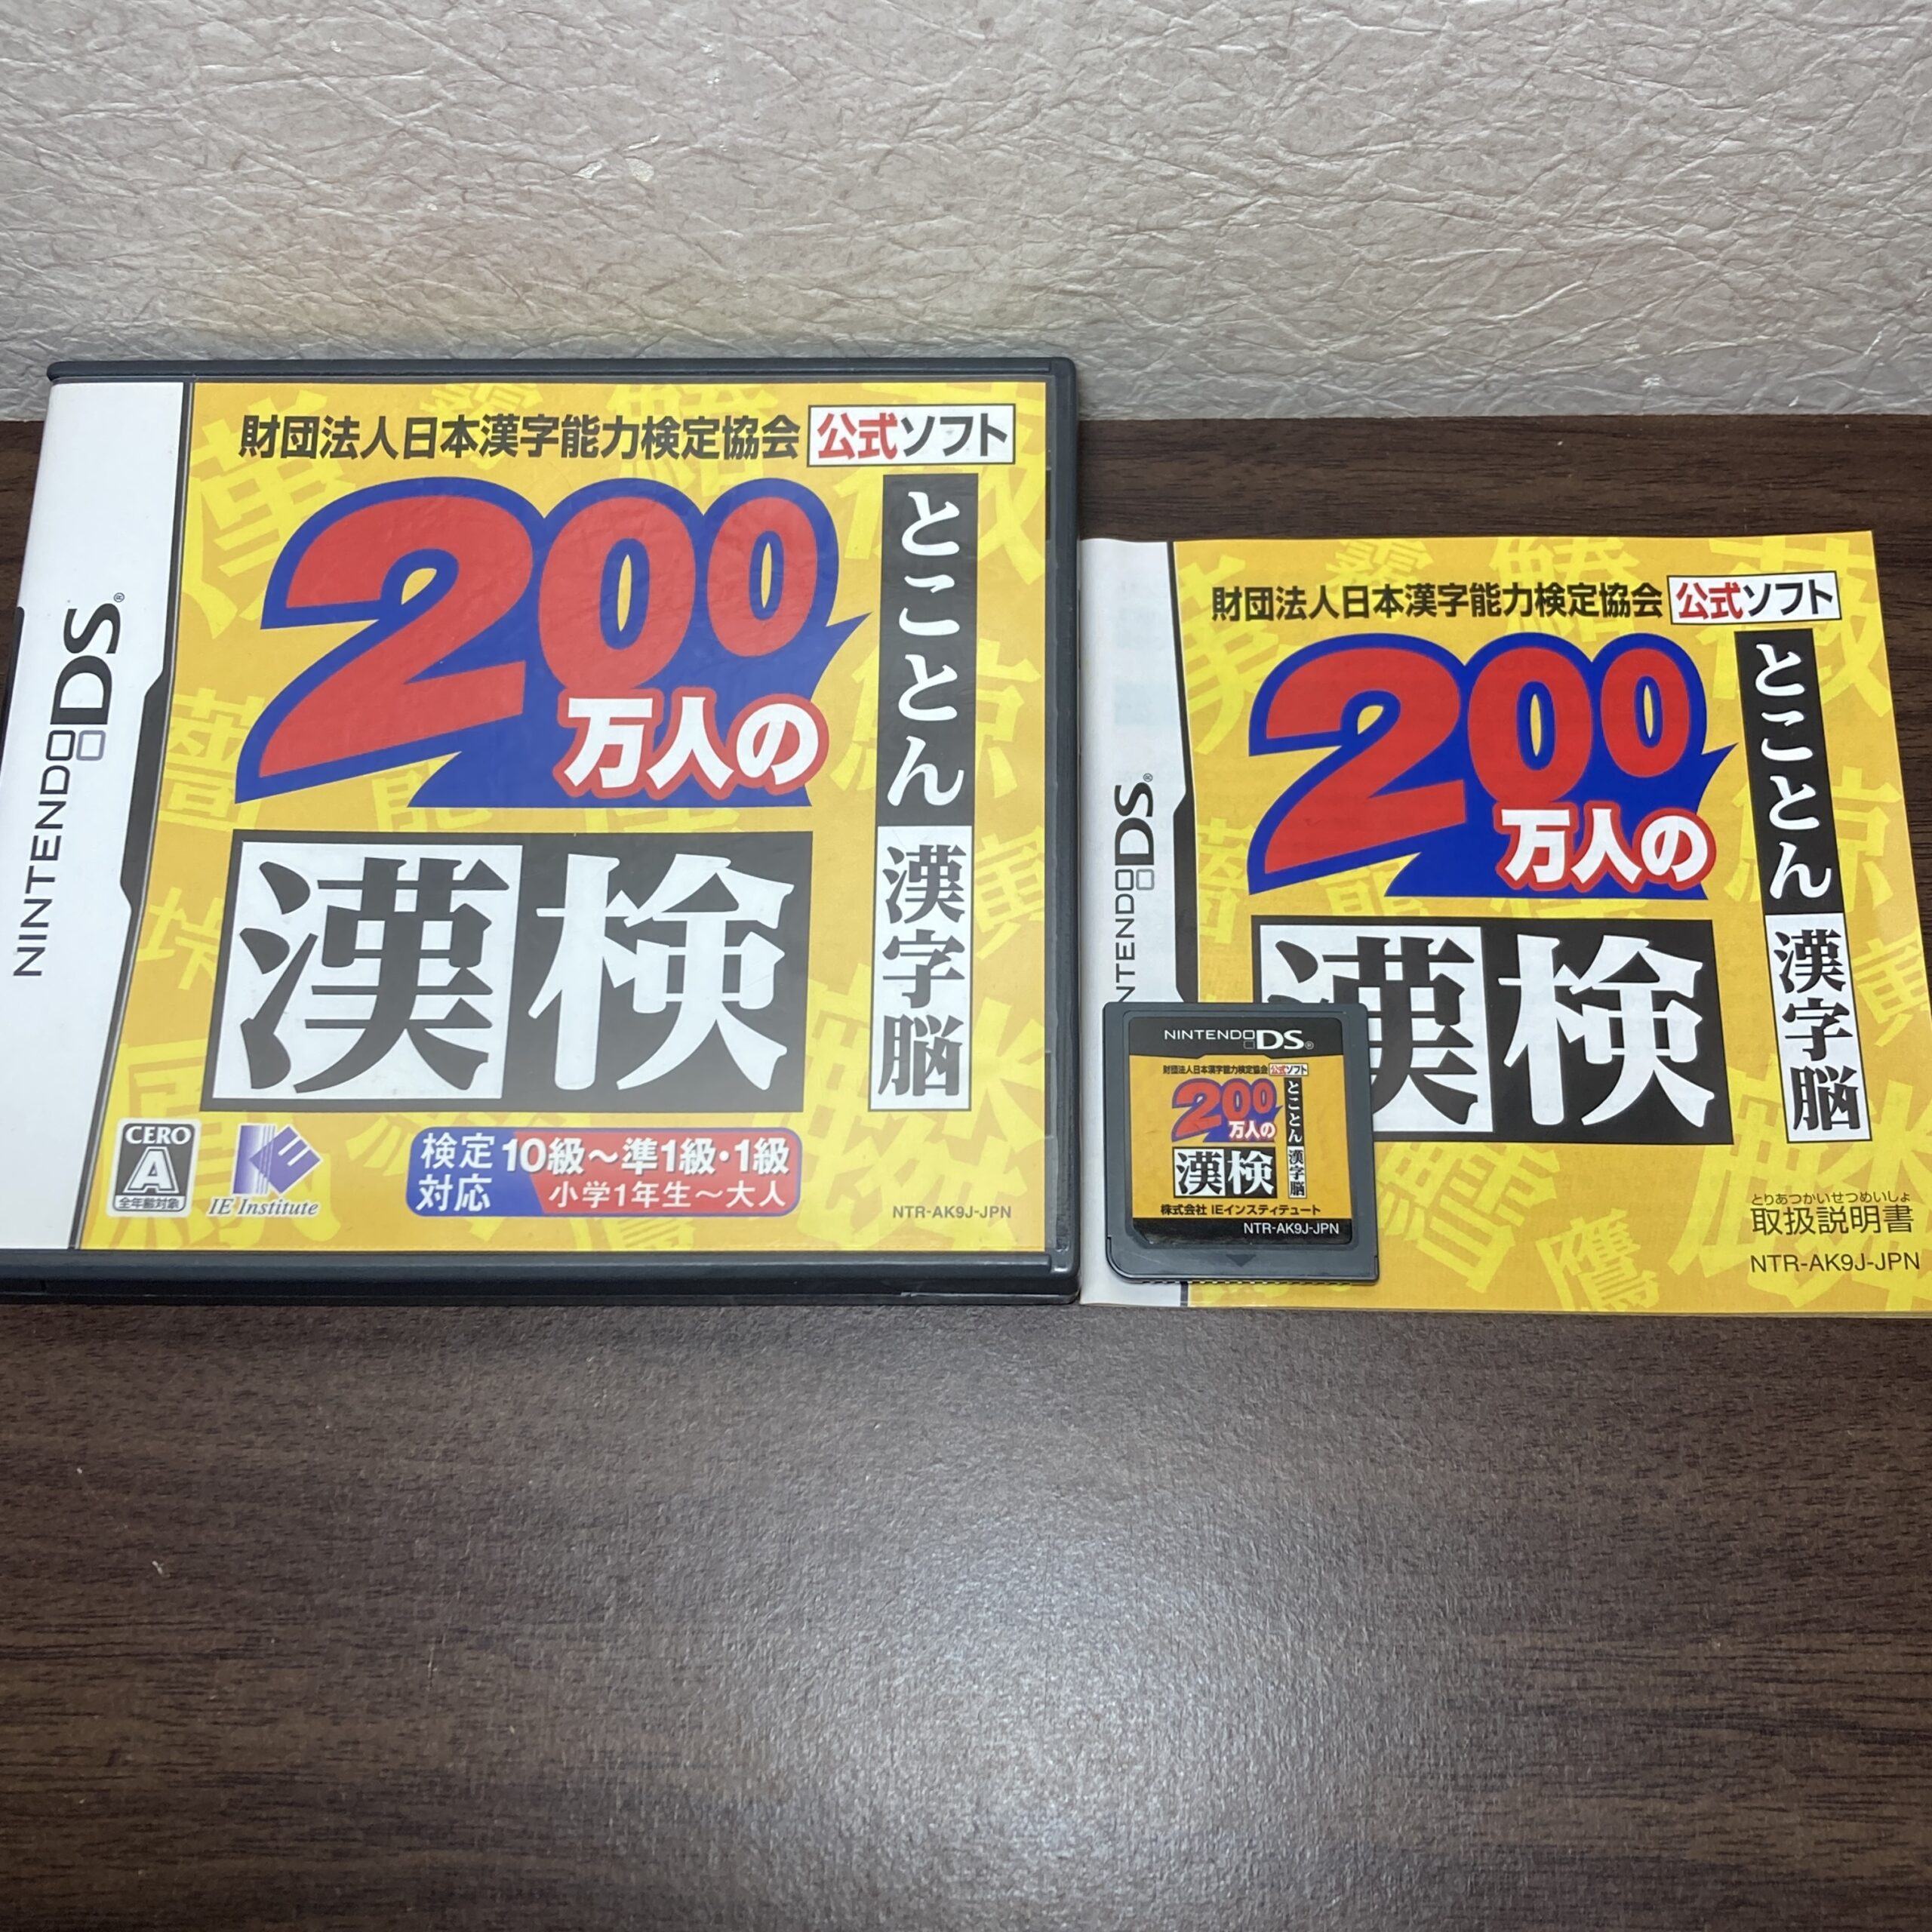 財団法人日本漢字能力検定協会 公式ソフト
200
万人の
漢検
とことん
漢字脳
NINTENDO DS®
CERO
A
全年齢対象
IE Institute
検定対応 10級～準1級・1級
小学1年生～大人
NTR-AK9J-JPN
財団法人日本漢字能力検定協会 公式ソフト
200
万人の
漢検
とことん
漢字脳
NTENDO DS®
とりあつかいせつめいしょ
取扱説明書
NTR-AK9J-JPN
NINTENDO DS®
財団法人日本漢字能力検定協会 公式ソフト
200
万人の
漢検
とことん
漢字脳
株式会社 IEインスティテュート
NTR-AK9J-JPN